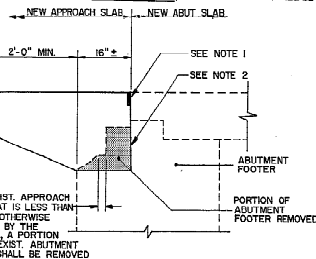 NEW APPROACH SLAB
NEW ABUT SLAB
2'-0" MIN.
16" ±
SEE NOTE 1
SEE NOTE 2
ABUTMENT
FOOTER
PORTION OF
ABUTMENT
FOOTER REMOVED
IST. APPROACH
AT IS LESS THAN
OTHERWISE
BY THE
, A PORTION
EXIST. ABUTMENT
SHALL BE REMOVED